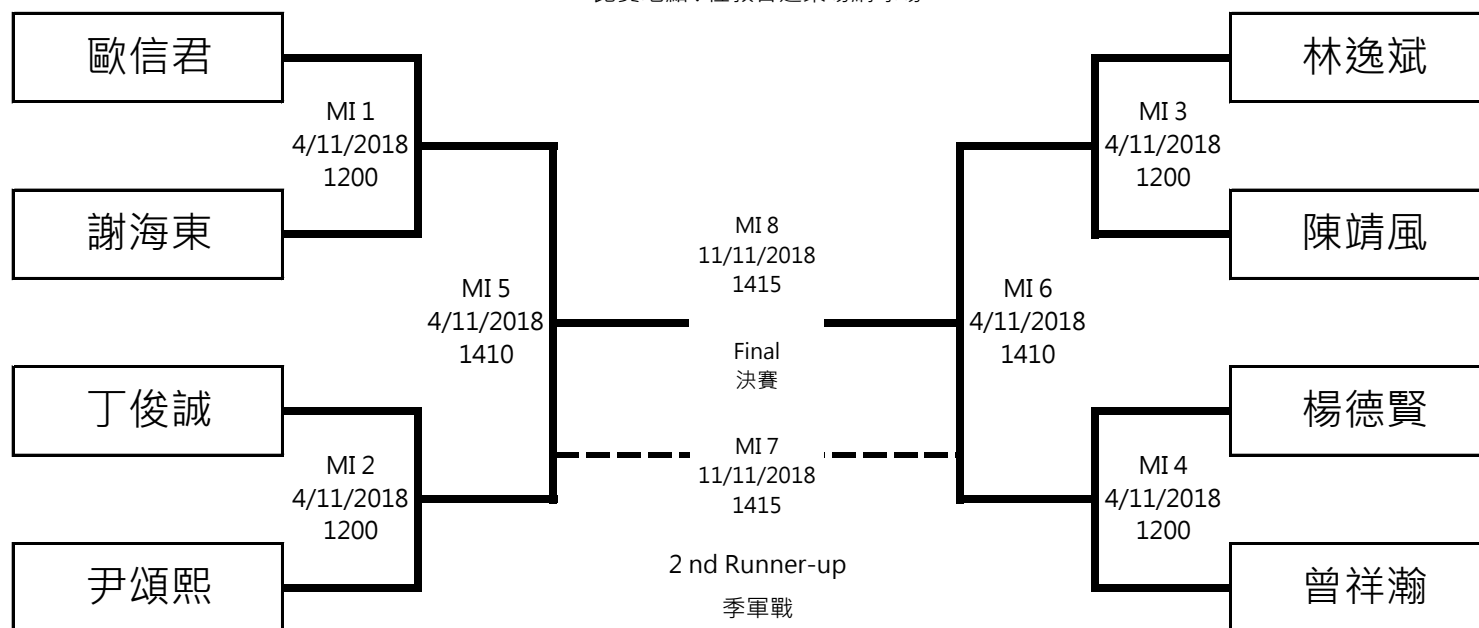 歐信君
MI 1
4/11/2018
1200
謝海東
MI 5
4/11/2018
1410
丁俊誠
MI 2
4/11/2018
1200
尹頌熙
MI 8
11/11/2018
1415
Final
決賽
MI 7
11/11/2018
1415
2 nd Runner-up
季軍戰
林逸斌
MI 3
4/11/2018
1200
陳靖風
MI 6
4/11/2018
1410
楊德賢
MI 4
4/11/2018
1200
曾祥瀚